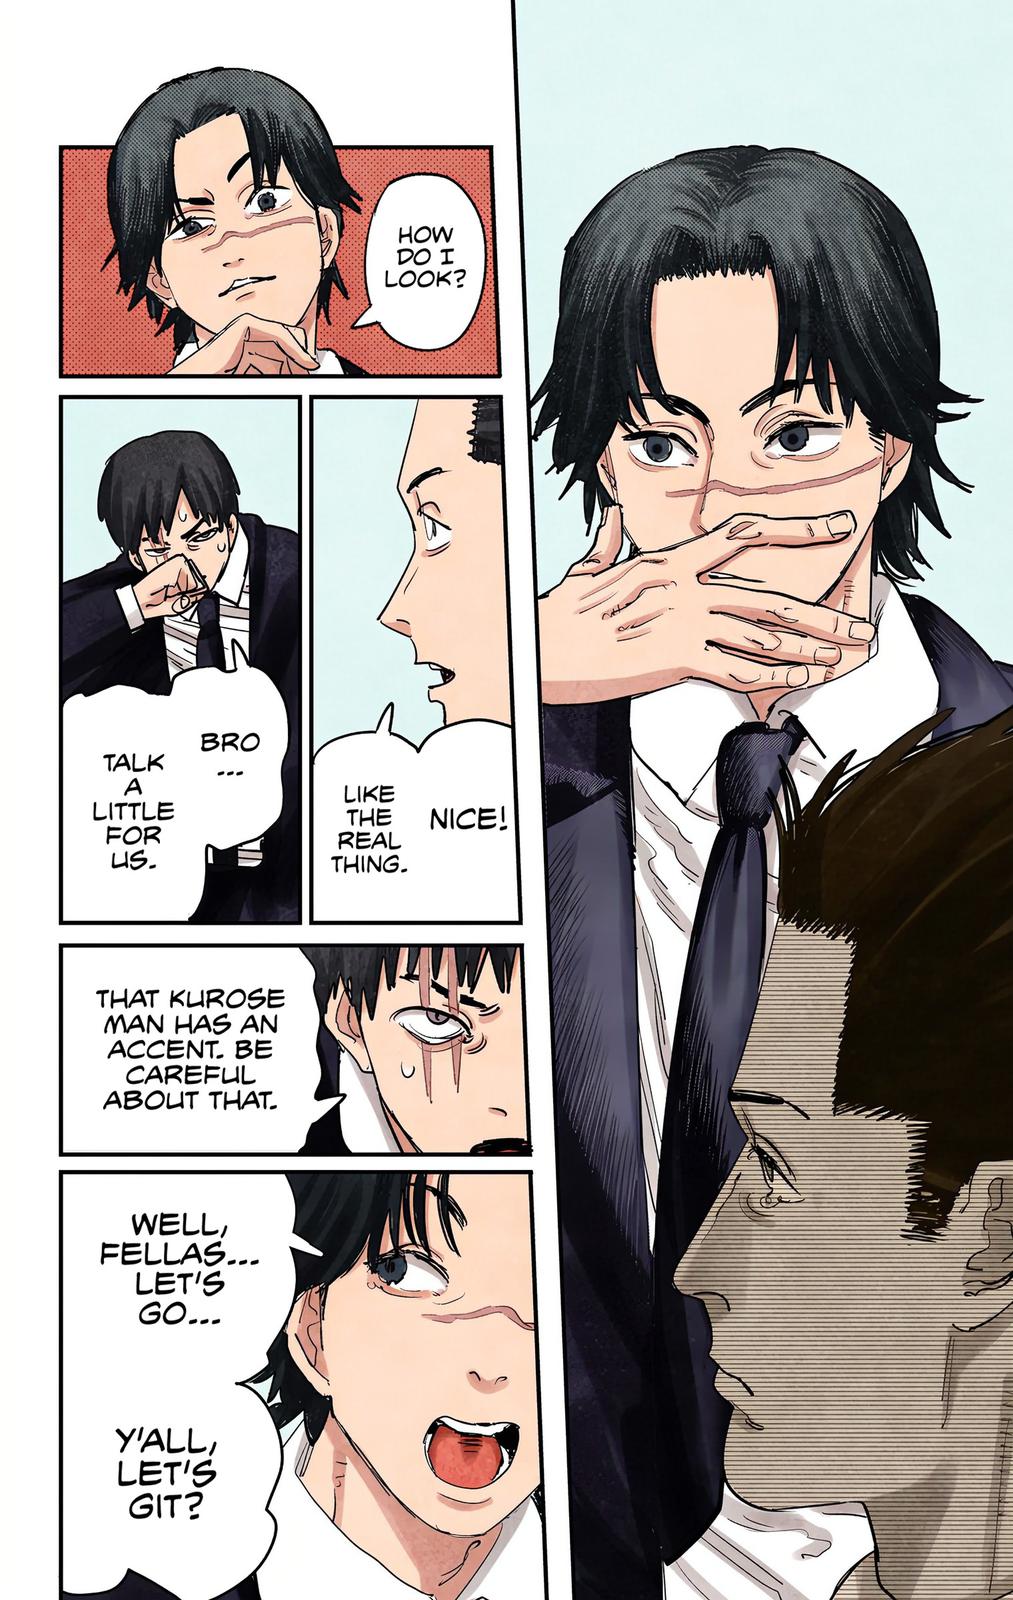 HOW
DO I
LOOK?
NICE!
LIKE
THE
REAL
THING.
BRO
...
TALK
A
LITTLE
FOR
US.
THAT KUROSE
MAN HAS AN
ACCENT. BE
CAREFUL
ABOUT THAT.
WELL,
FELLAS...
LET'S
GO...
Y'ALL,
LET'S
GIT?